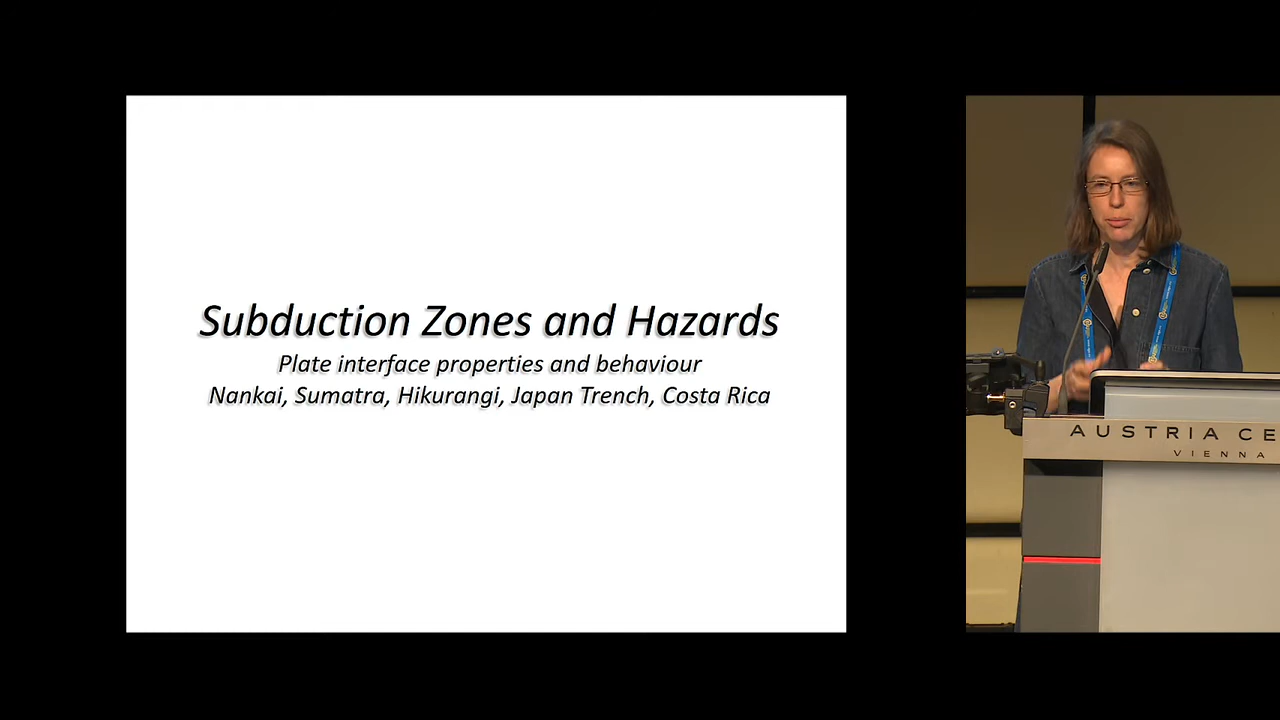 Subduction Zones and Hazards
Plate interface properties and behaviour
Nankai, Sumatra, Hikurangi, Japan Trench, Costa Rica
AUSTRIA CE
VIENNA